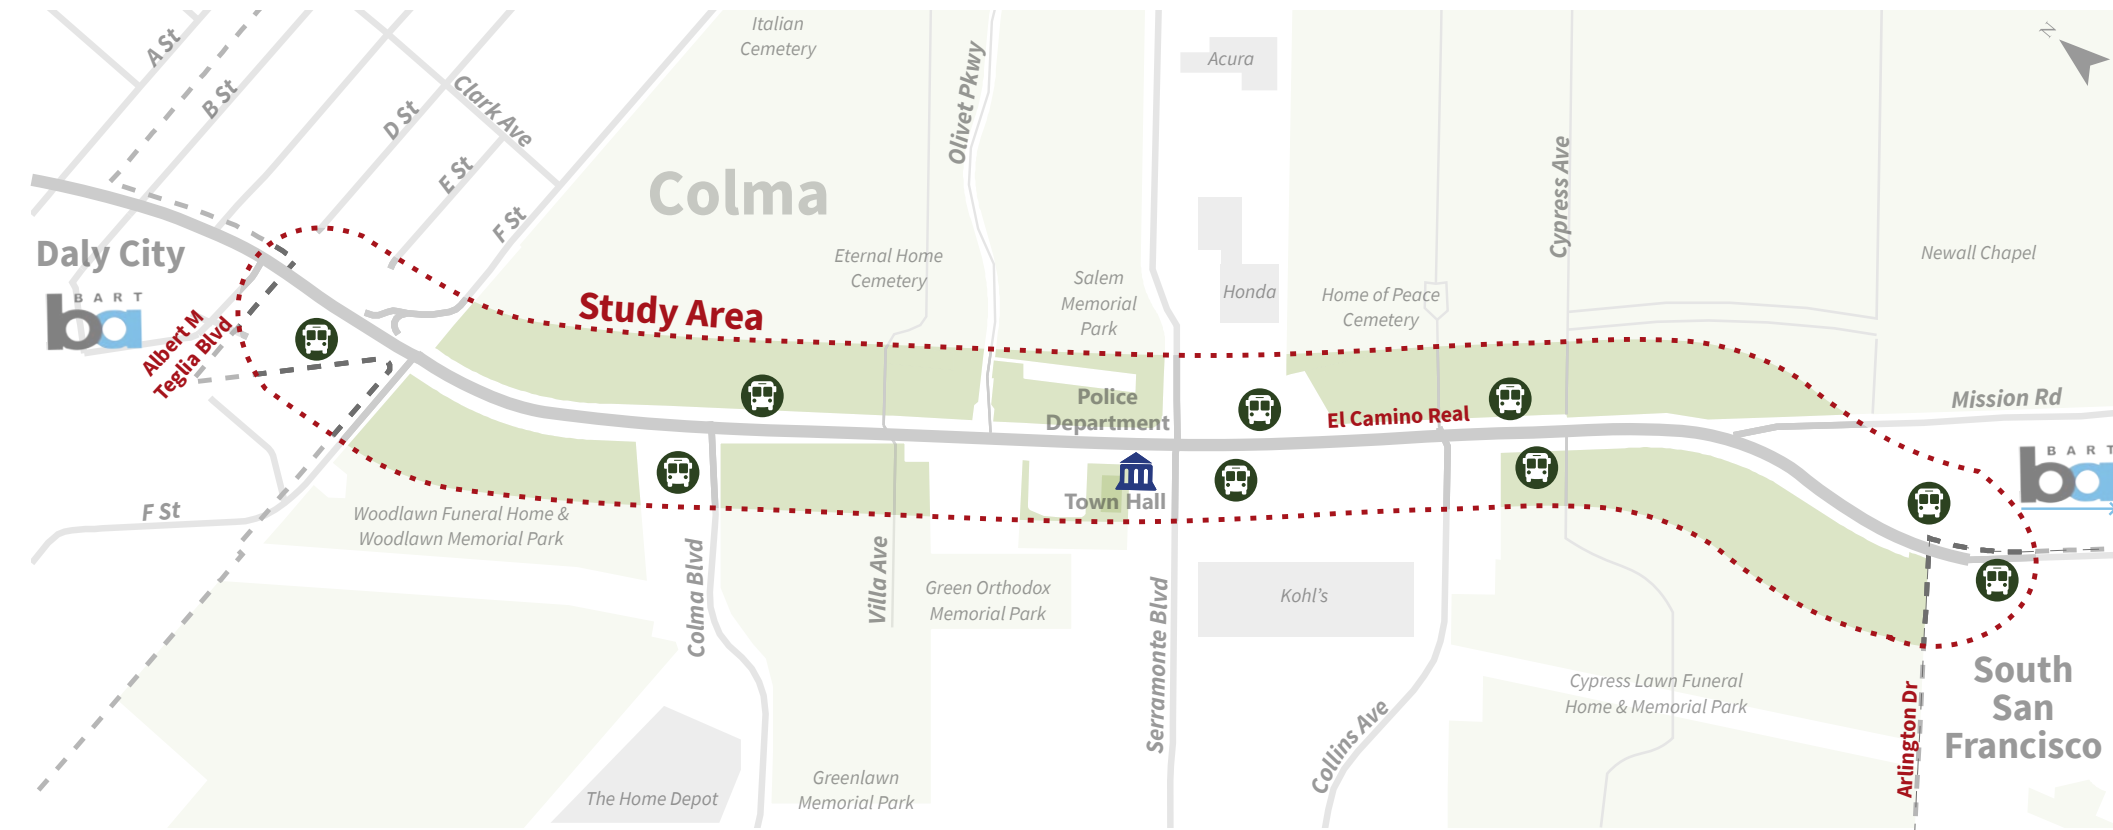 Italian
Cemetery
N
A St
B St
D St
Clark Ave
E St
F St
Olivet Pkwy
Acura
Cypress Ave
Colma
Daly City
BART
ba
Albert M
Teglia Blvd
Study Area
Eternal Home
Cemetery
Salem
Memorial
Park
Honda
Home of Peace
Cemetery
Newall Chapel
Police
Department
El Camino Real
Mission Rd
BART
ba
Town Hall
F St
Woodlawn Funeral Home &
Woodlawn Memorial Park
Colma Blvd
Villa Ave
Green Orthodox
Memorial Park
Serramonte Blvd
Kohl's
Collins Ave
Cypress Lawn Funeral
Home & Memorial Park
Arlington Dr
South
San
Francisco
The Home Depot
Greenlawn
Memorial Park